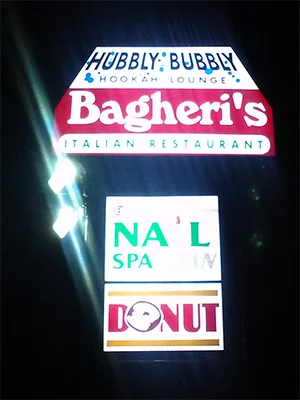 HUBBLY BUBBLY
HOOKAH LOUNGE
Bagheri's
ITALIAN RESTAURANT
NA'L
SPA
DONUT